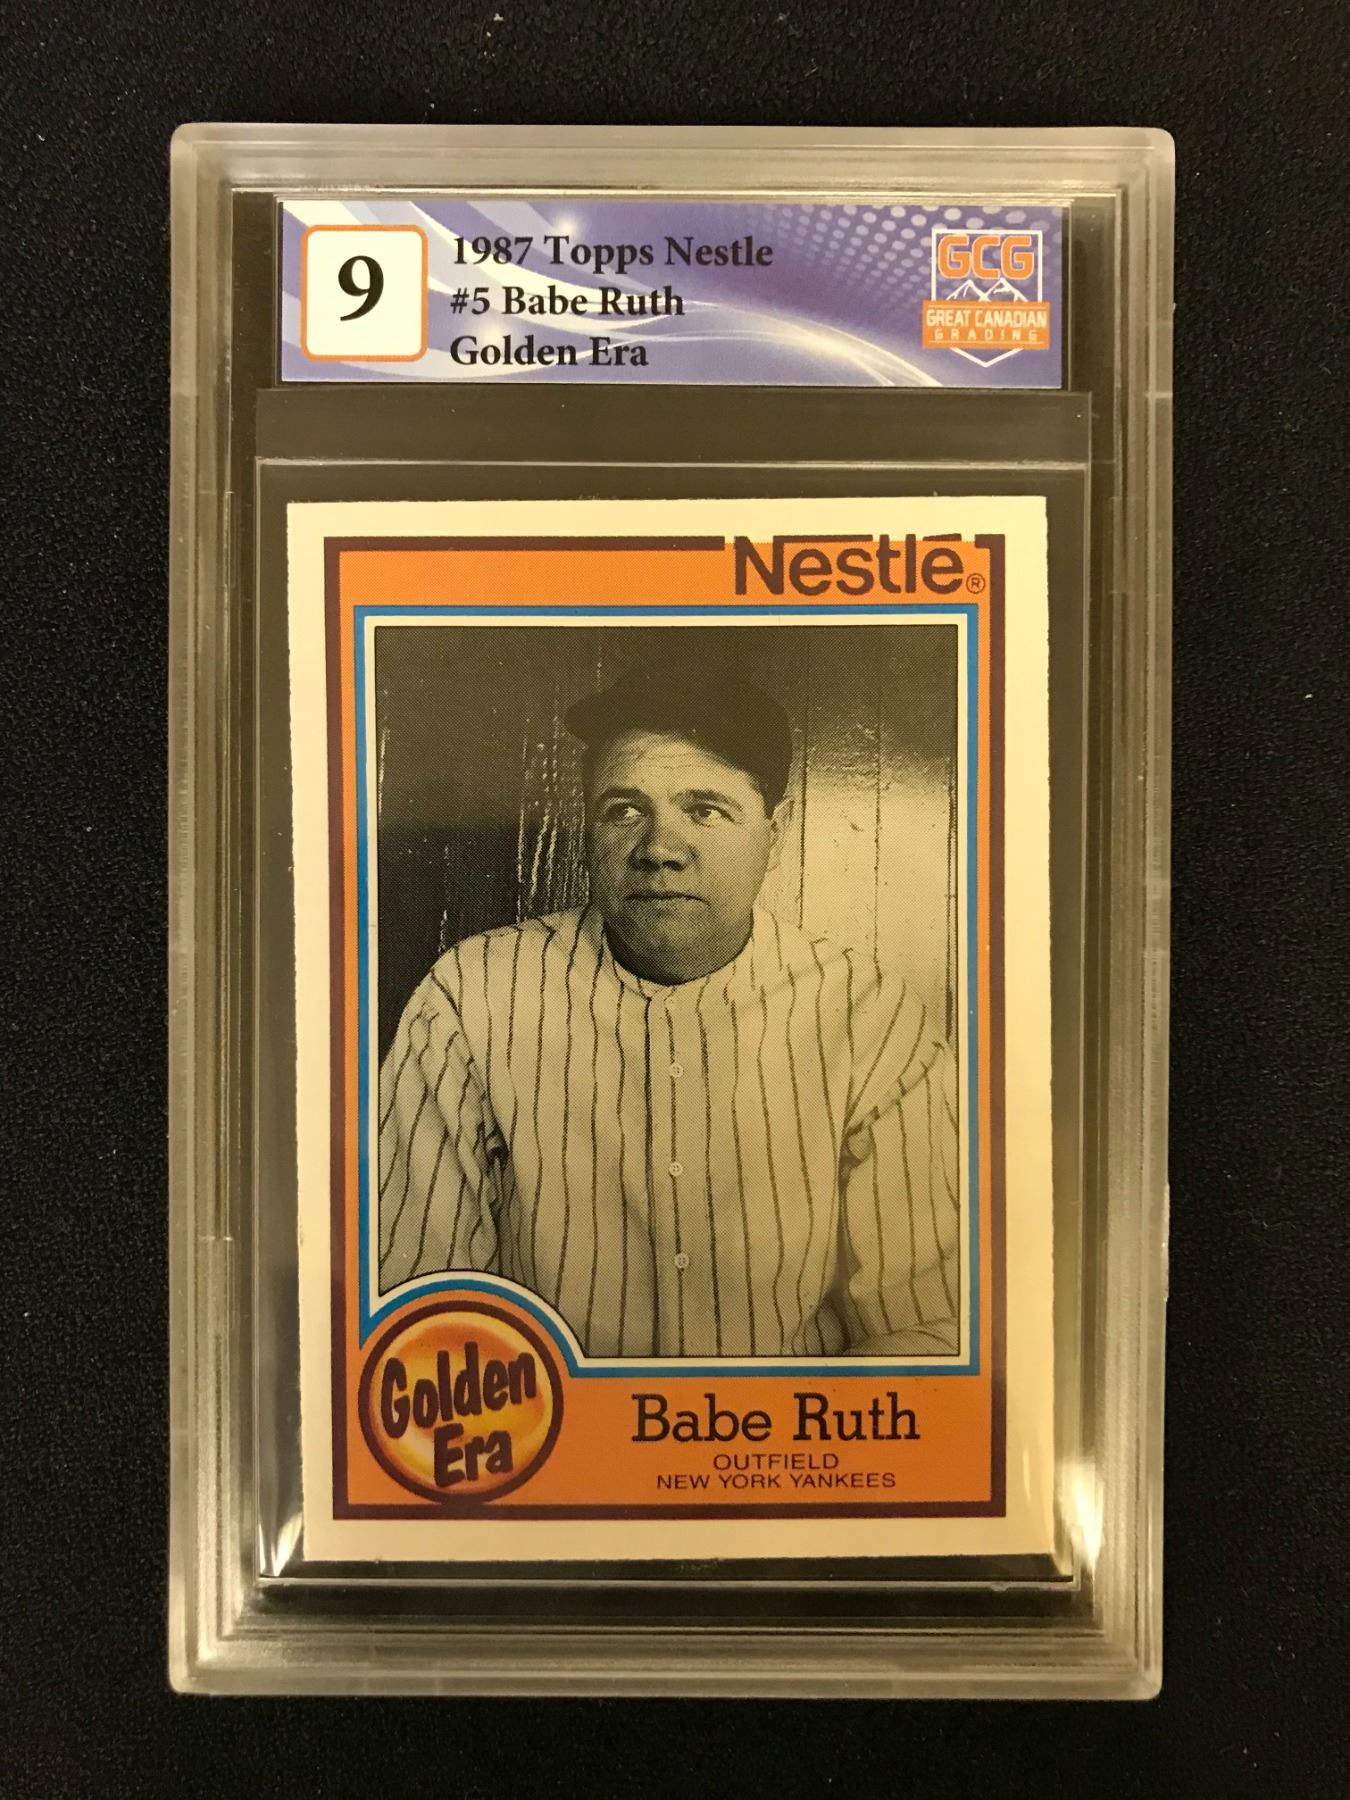 9
1987 Topps Nestle
#5 Babe Ruth
Golden Era
GCG
GREAT CANADIAN
GRADING
Nestlé®
Golden
Era
Babe Ruth
OUTFIELD
NEW YORK YANKEES